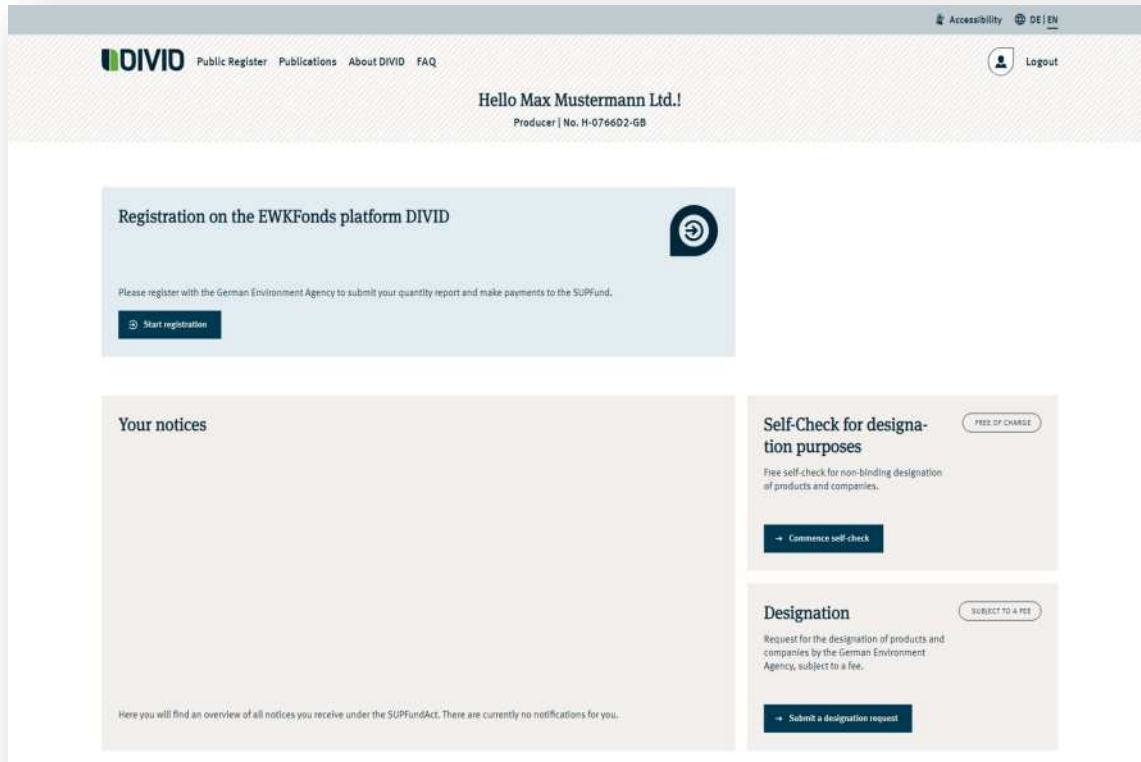 Accessibility DE | EN
DIVID Public Register Publications About DIVID FAQ Logout
Hello Max Mustermann Ltd.!
Producer | No. H-0766D2-GB
Registration on the EWKFonds platform DIVID
Please register with the German Environment Agency to submit your quantity report and make payments to the SUPFund.
Start registration
Your notices
Here you will find an overview of all notices you receive under the SUPFundAct. There are currently no notifications for you.
Self-Check for designa-
tion purposes
FREE OF CHARGE
Free self-check for non-binding designation
of products and companies.
→ Commence self-check
Designation
SUBJECT TO A FEE
Request for the designation of products and
companies by the German Environment
Agency, subject to a fee.
→ Submit a designation request